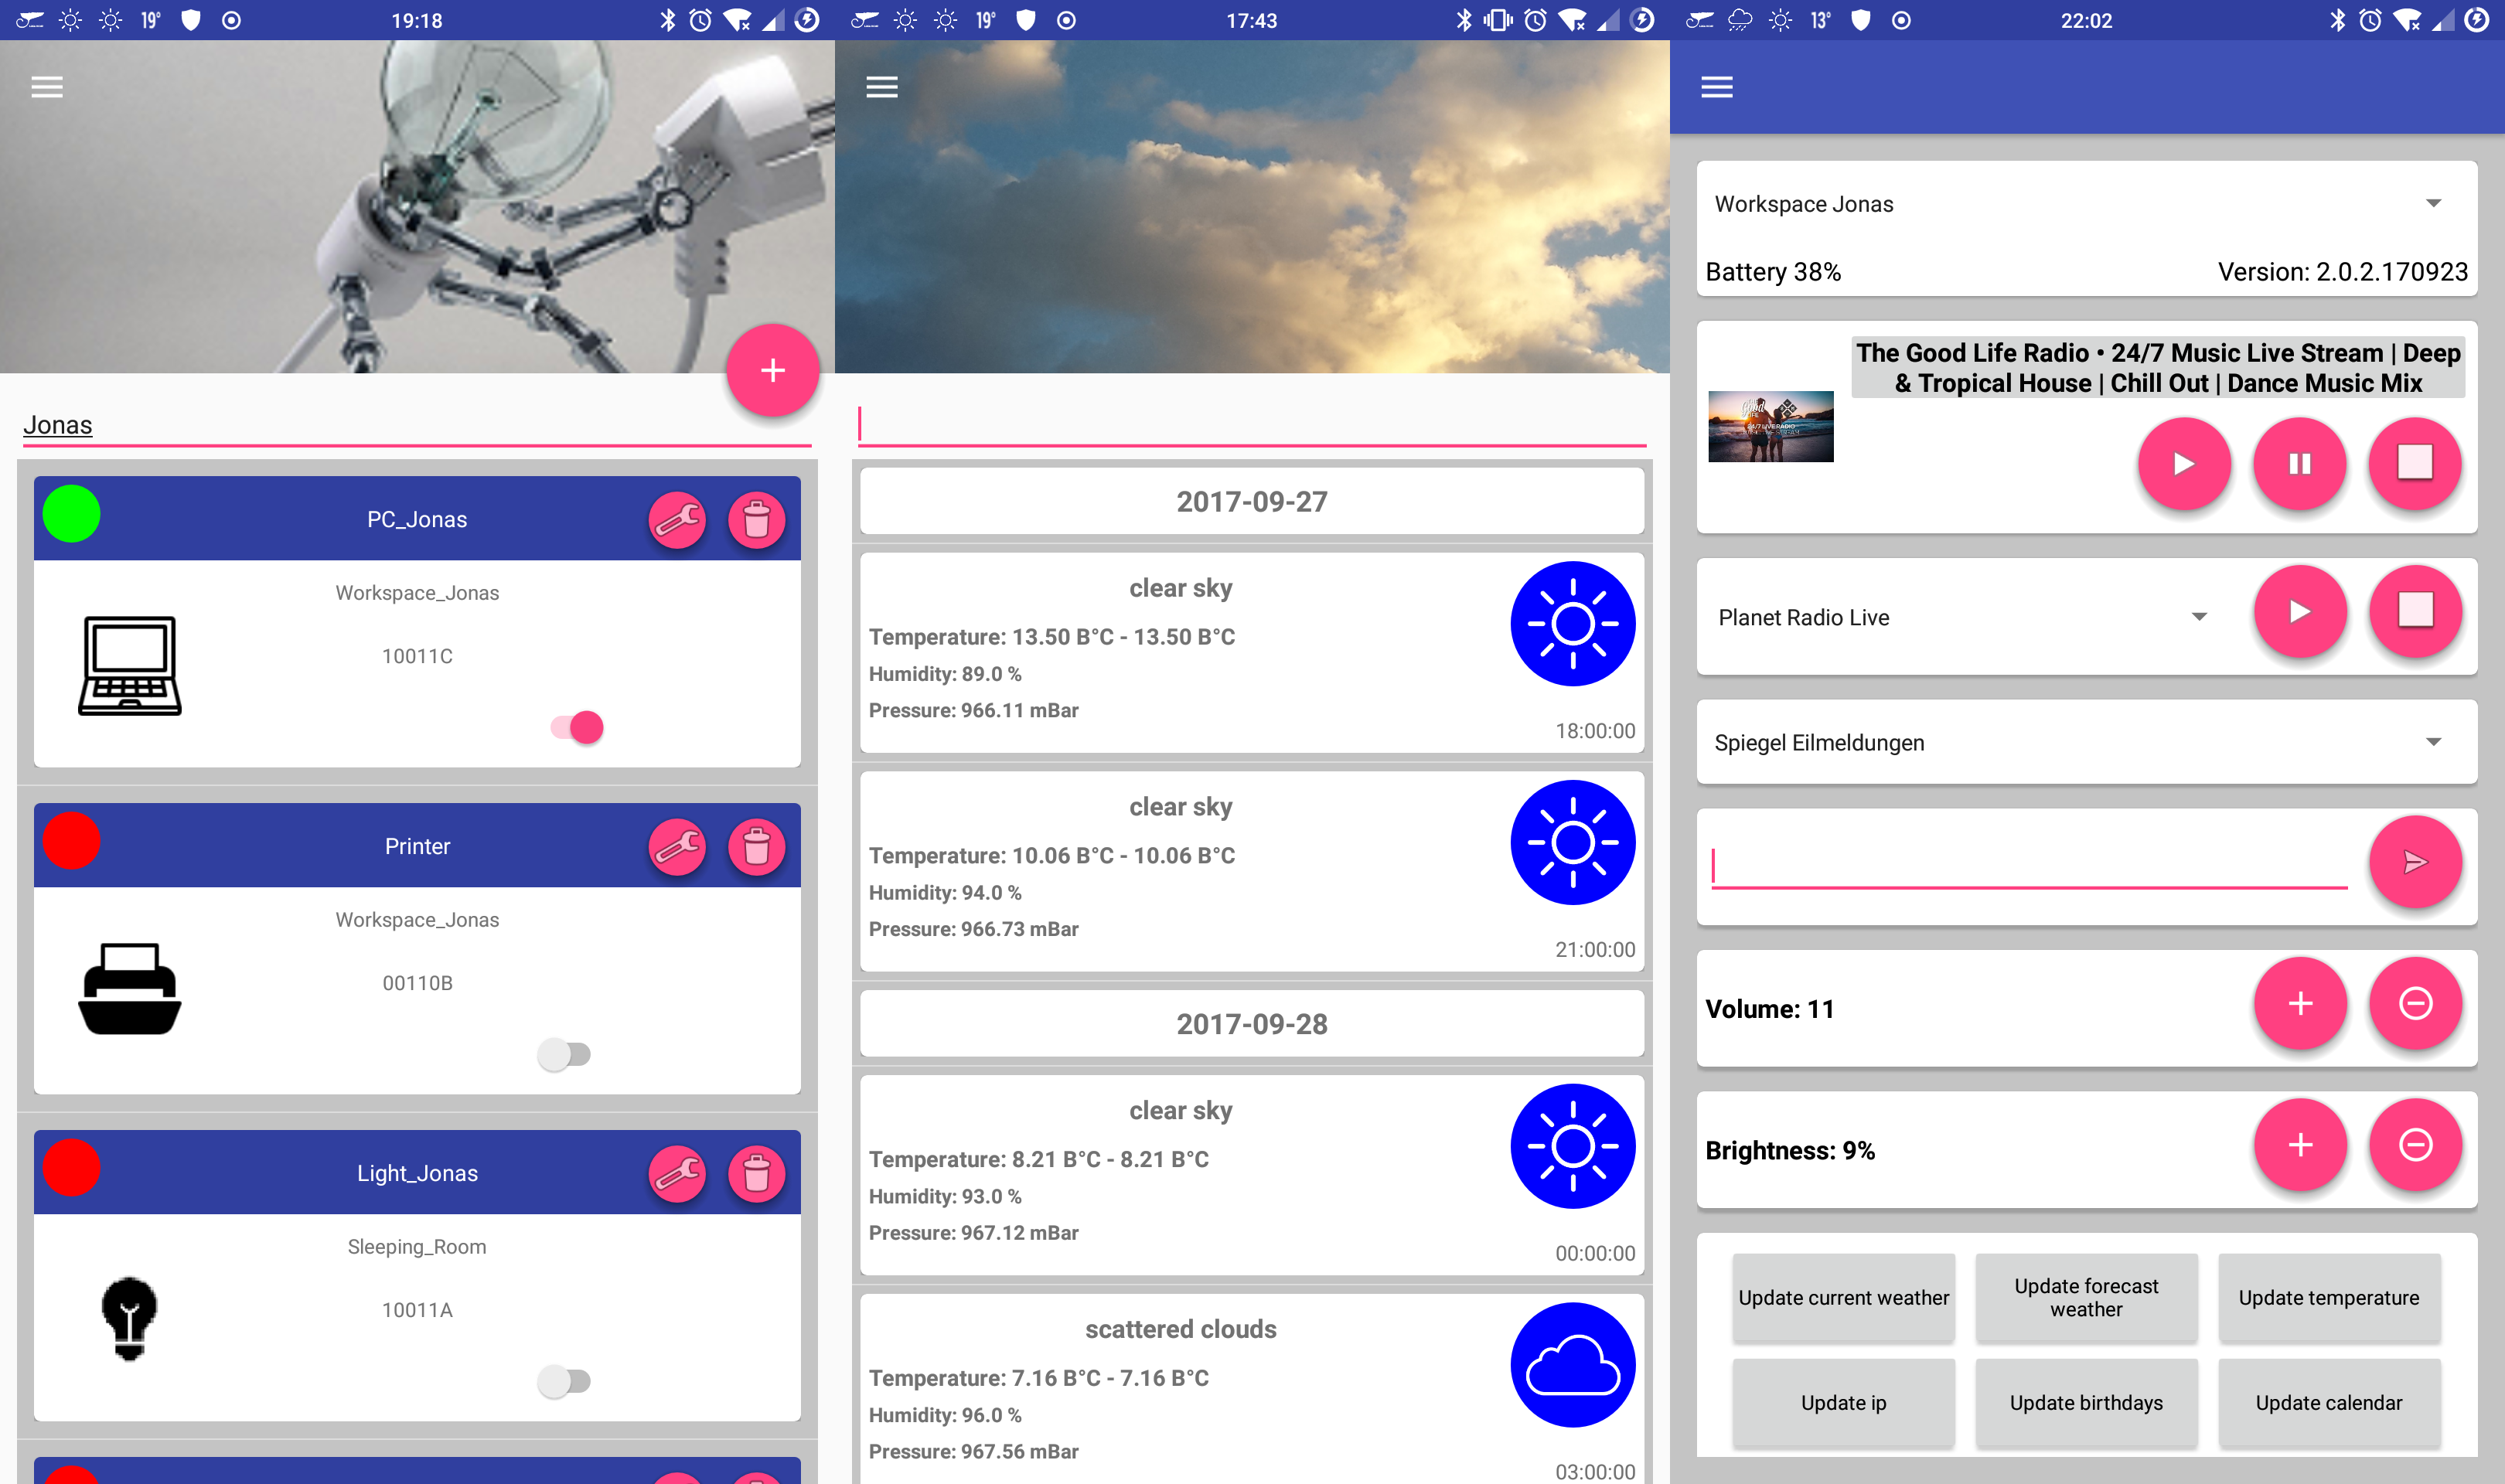 19°
19:18
Jonas
PC_Jonas
Workspace_Jonas
10011C
Printer
Workspace_Jonas
00110B
Light_Jonas
Sleeping_Room
10011A
19°
17:43
2017-09-27
clear sky
Temperature: 13.50 B°C - 13.50 B°C
Humidity: 89.0 %
Pressure: 966.11 mBar
18:00:00
clear sky
Temperature: 10.06 B°C - 10.06 B°C
Humidity: 94.0 %
Pressure: 966.73 mBar
21:00:00
2017-09-28
clear sky
Temperature: 8.21 B°C - 8.21 B°C
Humidity: 93.0 %
Pressure: 967.12 mBar
00:00:00
scattered clouds
Temperature: 7.16 B°C - 7.16 B°C
Humidity: 96.0 %
Pressure: 967.56 mBar
03:00:00
13°
22:02
Workspace Jonas
Battery 38%
Version: 2.0.2.170923
The Good Life Radio • 24/7 Music Live Stream | Deep
& Tropical House | Chill Out | Dance Music Mix
Planet Radio Live
Spiegel Eilmeldungen
Volume: 11
Brightness: 9%
Update current weather
Update forecast
weather
Update temperature
Update ip
Update birthdays
Update calendar